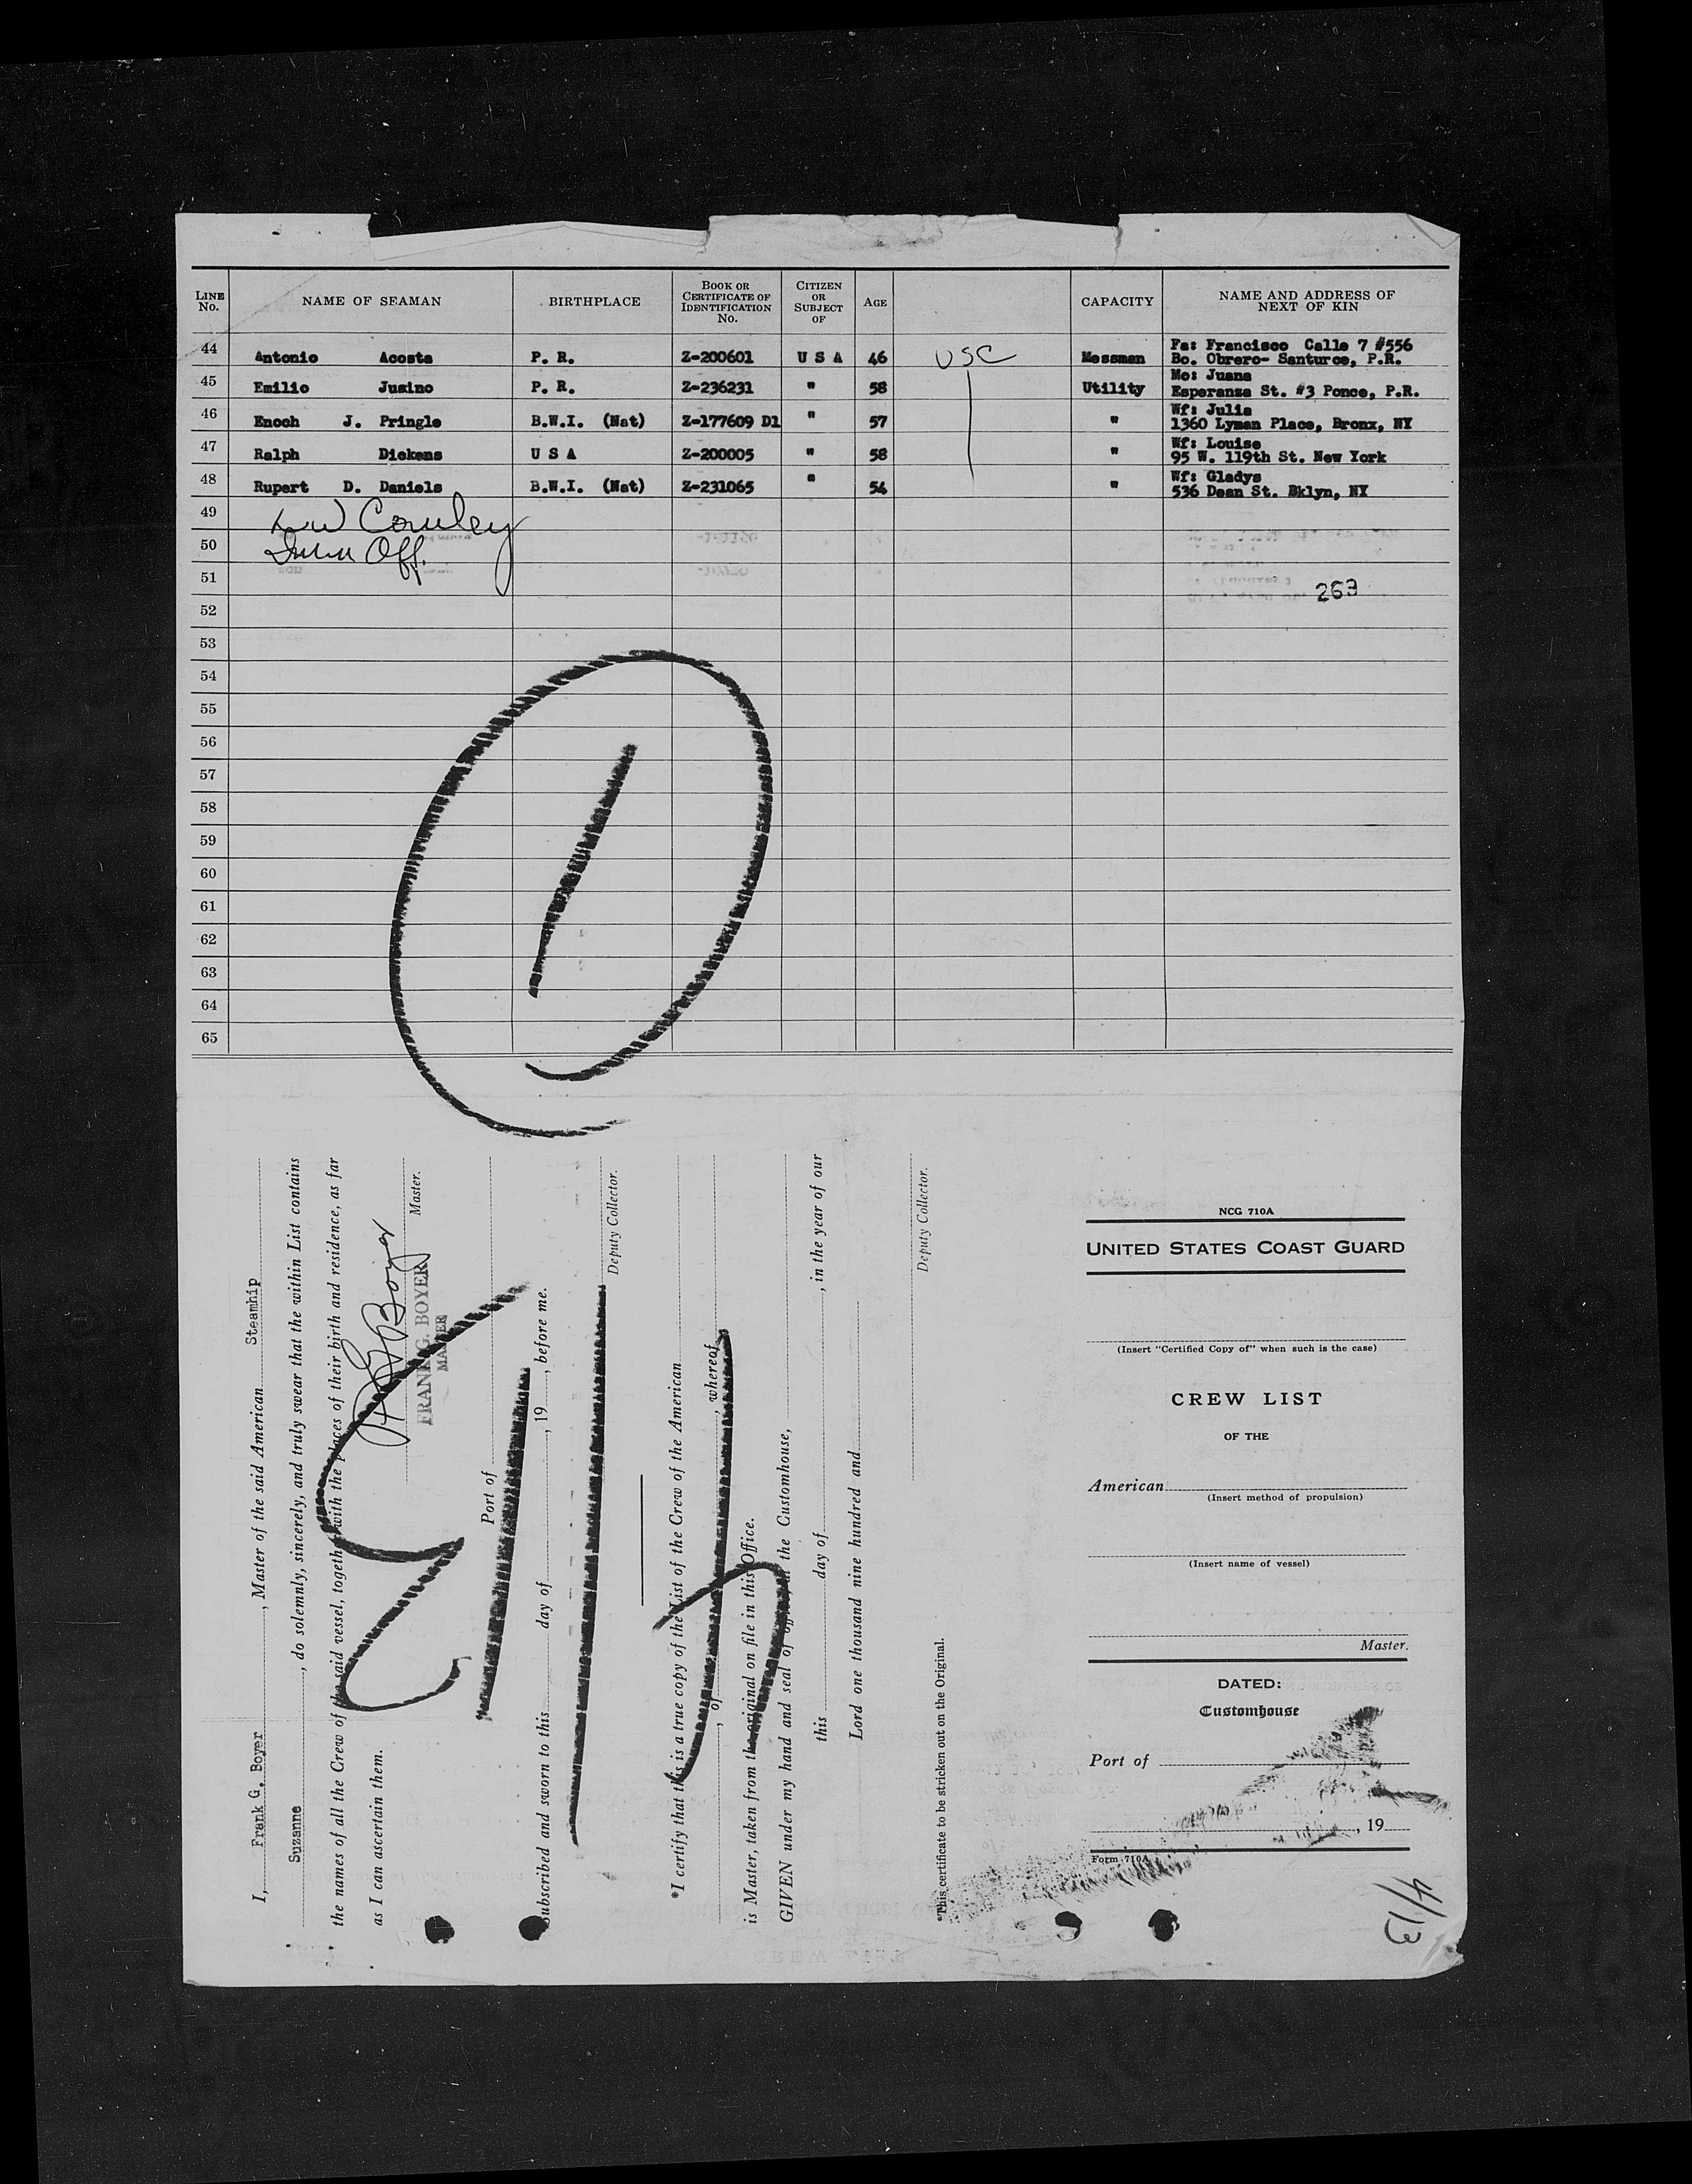 LINE No. NAME OF SEAMAN BIRTHPLACE BOOK OR CERTIFICATE OF IDENTIFICATION No. CITIZEN OR SUBJECT OF AGE CAPACITY NAME AND ADDRESS OF NEXT OF KIN
44 Antonio Acosta P. R. Z-200601 U S A 46 USC Messman Fa: Francisco Calle 7 #556
Bo. Obrero- Santurce, P.R.
45 Emilio Jusino P. R. Z-236231 " 58 Utility Mo: Juana
Esperanza St. #3 Ponce, P.R.
46 Enoch J. Pringle B.W.I. (Nat) Z-177609 D1 " 57 " Wf: Julia
1360 Lyman Place, Bronx, NY
47 Ralph Dickens U S A Z-200005 " 58 " Wf: Louise
95 W. 119th St. New York
48 Rupert D. Daniels B.W.I. (Nat) Z-231065 " 54 " Wf: Gladys
536 Dean St. Bklyn, NY
49 Conley
50 Off.
51 263
52
53
54
55
56
57
58
59
60
61
62
63
64
65
1
I, Frank G. Boyer, Master of the said American Steamhip
Suzanne, do solemnly, sincerely, and truly swear that the within List contains
the names of all the Crew of the said vessel, together with the places of their birth and residence, as far
as I can ascertain them.
Boyer
Master.
FRANK G. BOYER
MASTER
Port of
Subscribed and sworn to this day of , 19 , before me.
Deputy Collector.
*I certify that this is a true copy of the List of the Crew of the American
, of , whereof
is Master, taken from the original on file in this Office.
GIVEN under my hand and seal of office, at the Customhouse,
this day of , in the year of our
Lord one thousand nine hundred and
Deputy Collector.
*This certificate to be stricken out on the Original.
NCG 710A
UNITED STATES COAST GUARD
(Insert "Certified Copy of" when such is the case)
CREW LIST
OF THE
American
(Insert method of propulsion)
(Insert name of vessel)
Master.
DATED:
Customhouse
Port of
, 19
Form 710A
4/13